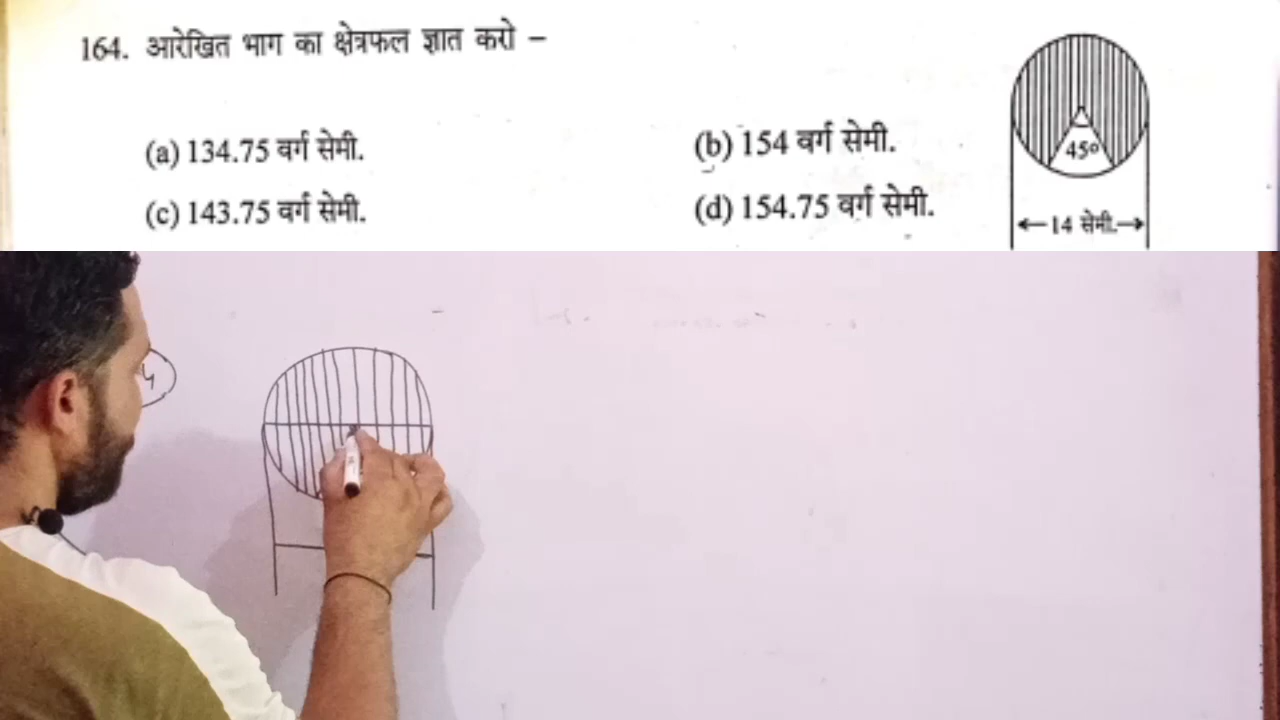 164. आरेखित भाग का क्षेत्रफल ज्ञात करो –
(a) 134.75 वर्ग सेमी.
(b) 154 वर्ग सेमी.
(c) 143.75 वर्ग सेमी.
(d) 154.75 वर्ग सेमी.
45°
←14 सेमी.→